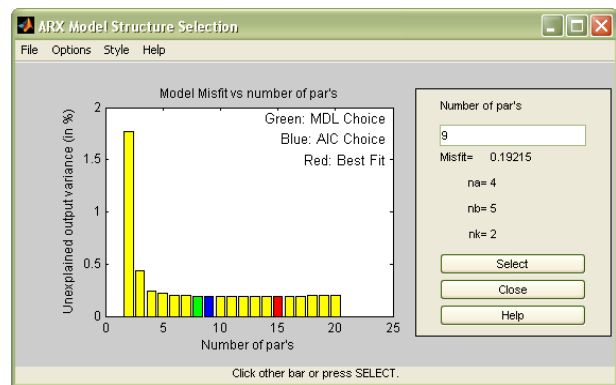 ARX Model Structure Selection
File Options Style Help
Model Misfit vs number of par's
Green: MDL Choice
Blue: AIC Choice
Red: Best Fit
Unexplained output variance (in %)
2
1.5
1
0.5
0
0 5 10 15 20 25
Number of par's
Number of par's
9
Misfit= 0.19215
na= 4
nb= 5
nk= 2
Select
Close
Help
Click other bar or press SELECT.